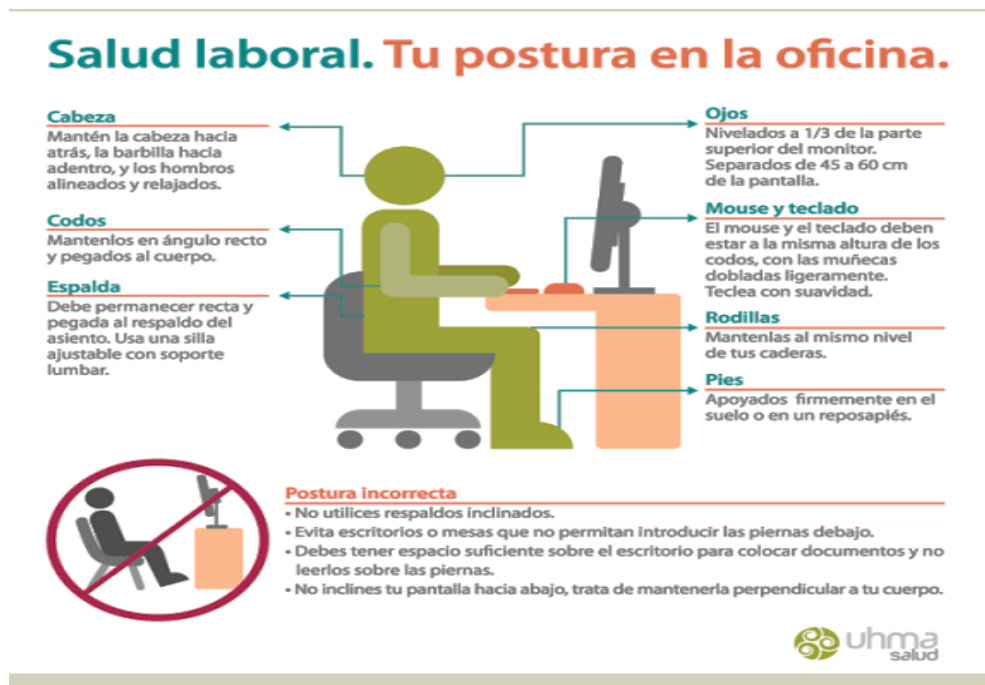 Salud laboral. Tu postura en la oficina.
Cabeza
Mantén la cabeza hacia
atrás, la barbilla hacia
adentro, y los hombros
alineados y relajados.
Codos
Mantenlos en ángulo recto
y pegados al cuerpo.
Espalda
Debe permanecer recta y
pegada al respaldo del
asiento. Usa una silla
ajustable con soporte
lumbar.
Ojos
Nivelados a 1/3 de la parte
superior del monitor.
Separados de 45 a 60 cm
de la pantalla.
Mouse y teclado
El mouse y el teclado deben
estar a la misma altura de los
codos, con las muñecas
dobladas ligeramente.
Teclea con suavidad.
Rodillas
Mantenlas al mismo nivel
de tus caderas.
Pies
Apoyados firmemente en el
suelo o en un reposapiés.
Postura incorrecta
• No utilices respaldos inclinados.
• Evita escritorios o mesas que no permitan introducir las piernas debajo.
• Debes tener espacio suficiente sobre el escritorio para colocar documentos y no
leerlos sobre las piernas.
• No inclines tu pantalla hacia abajo, trata de mantenerla perpendicular a tu cuerpo.
uhma
salud